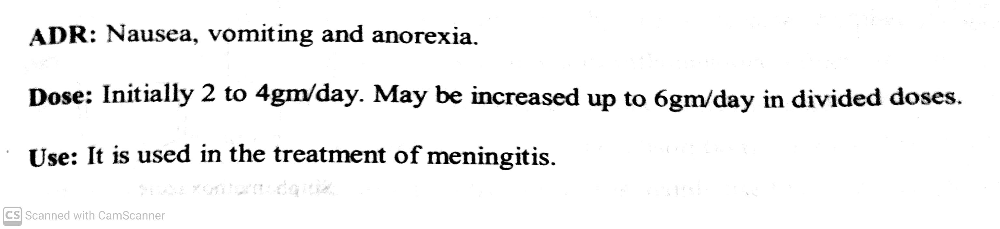 ADR: Nausea, vomiting and anorexia.
Dose: Initially 2 to 4gm/day. May be increased up to 6gm/day in divided doses.
Use: It is used in the treatment of meningitis.
CS Scanned with CamScanner